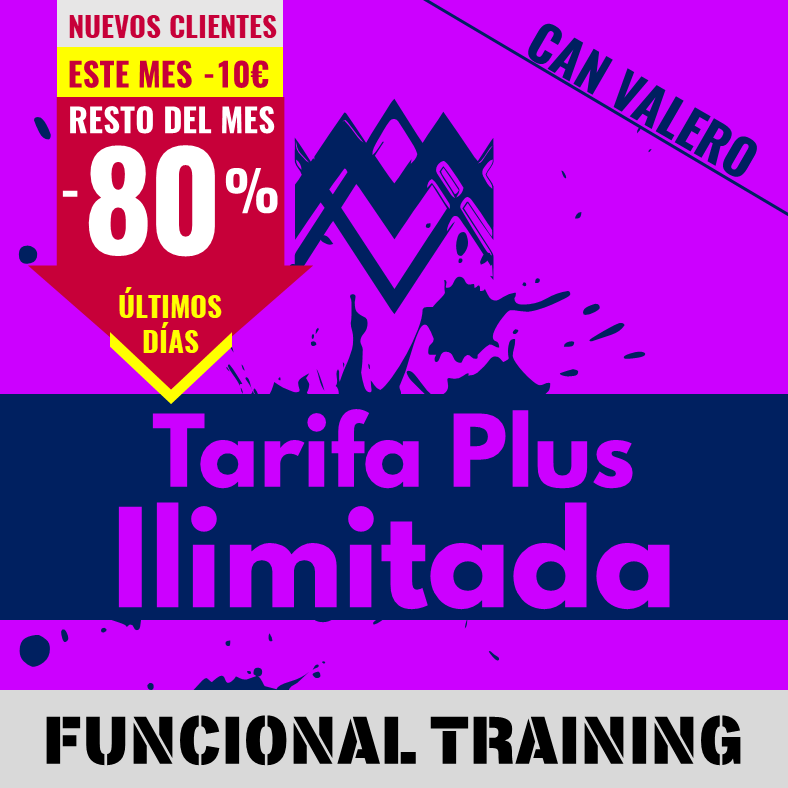 NUEVOS CLIENTES
ESTE MES -10€
RESTO DEL MES
-80%
ÚLTIMOS
DÍAS
CAN VALERO
Tarifa Plus
Ilimitada
FUNCIONAL TRAINING